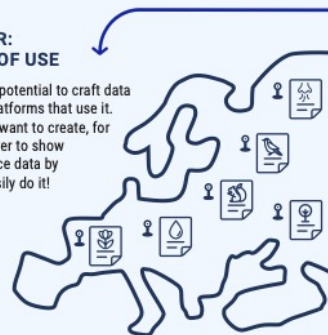 R:
OF USE
potential to craft data
atforms that use it.
want to create, for
er to show
ce data by
sily do it!